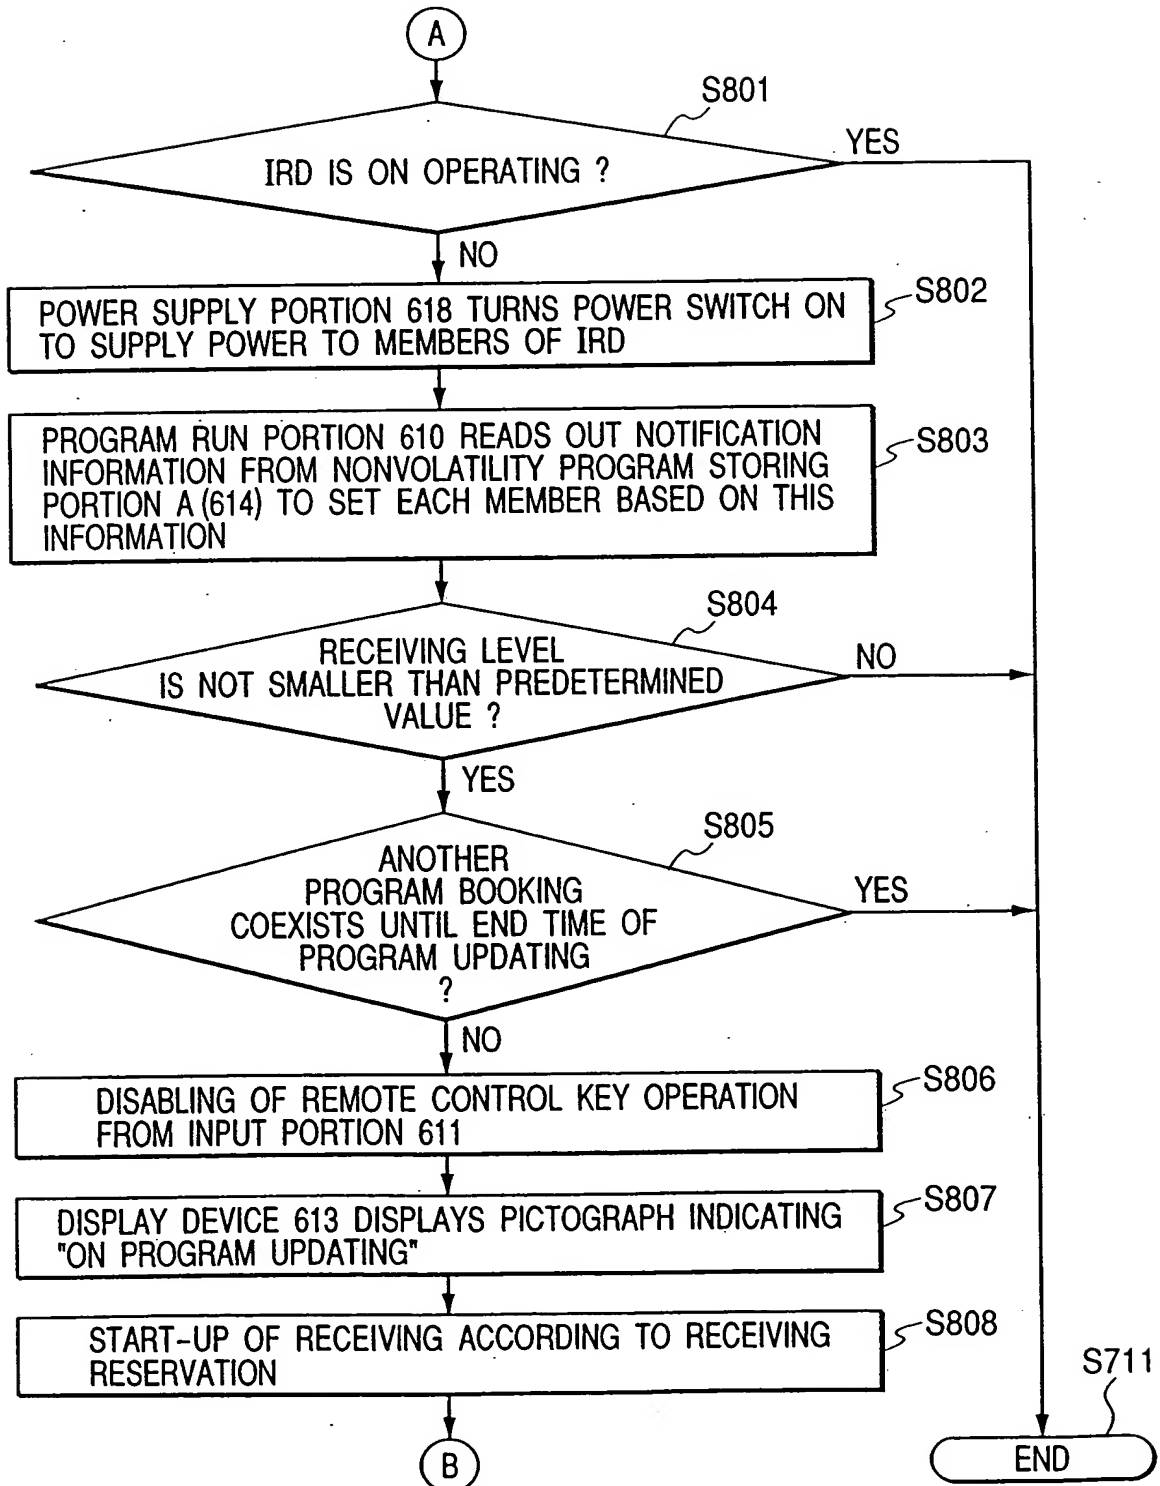 A
S801
YES
IRD IS ON OPERATING ?
NO
S802
POWER SUPPLY PORTION 618 TURNS POWER SWITCH ON
TO SUPPLY POWER TO MEMBERS OF IRD
S803
PROGRAM RUN PORTION 610 READS OUT NOTIFICATION
INFORMATION FROM NONVOLATILITY PROGRAM STORING
PORTION A (614) TO SET EACH MEMBER BASED ON THIS
INFORMATION
S804
RECEIVING LEVEL
IS NOT SMALLER THAN PREDETERMINED
VALUE ?
NO
YES
S805
ANOTHER
PROGRAM BOOKING
COEXISTS UNTIL END TIME OF
PROGRAM UPDATING
?
YES
NO
S806
DISABLING OF REMOTE CONTROL KEY OPERATION
FROM INPUT PORTION 611
S807
DISPLAY DEVICE 613 DISPLAYS PICTOGRAPH INDICATING
"ON PROGRAM UPDATING"
S808
START-UP OF RECEIVING ACCORDING TO RECEIVING
RESERVATION
S711
B
END